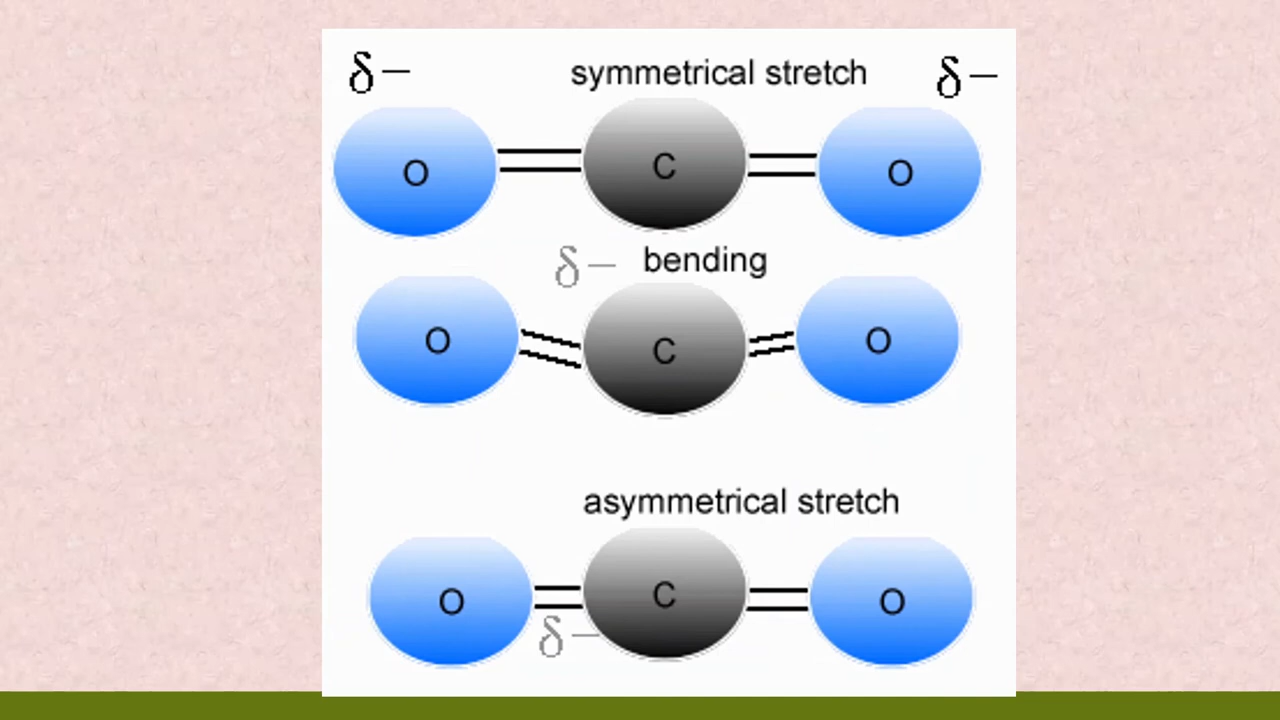 δ− symmetrical stretch δ−
O C O
δ− bending
O C O
asymmetrical stretch
O C O
δ−